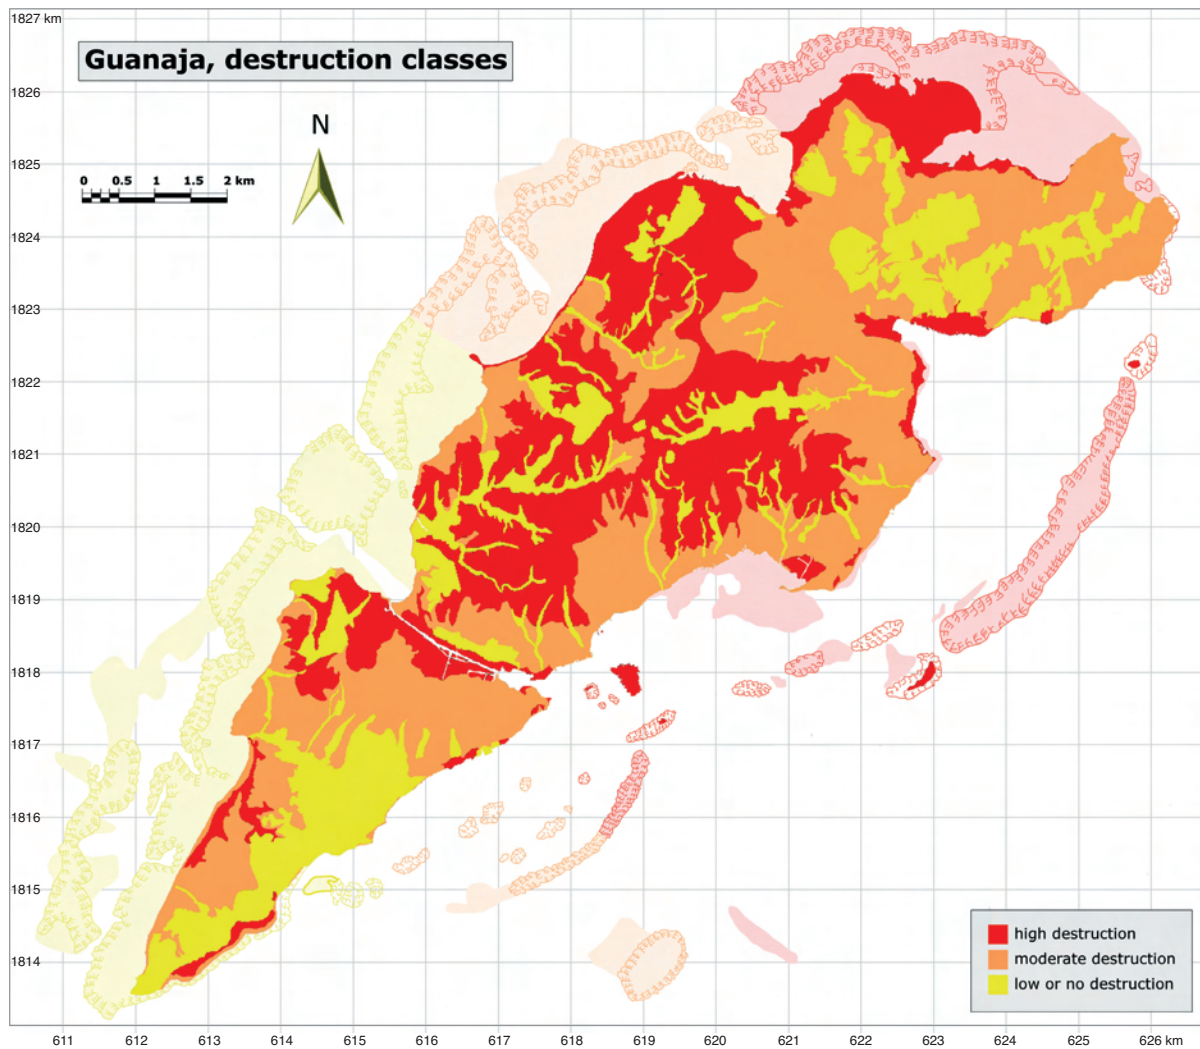 1827 km
Guanaja, destruction classes
1826
N
1825
0 0.5 1 1.5 2 km
1824
1823
1822
1821
1820
1819
1818
1817
1816
1815
high destruction
moderate destruction
low or no destruction
1814
611 612 613 614 615 616 617 618 619 620 621 622 623 624 625 626 km